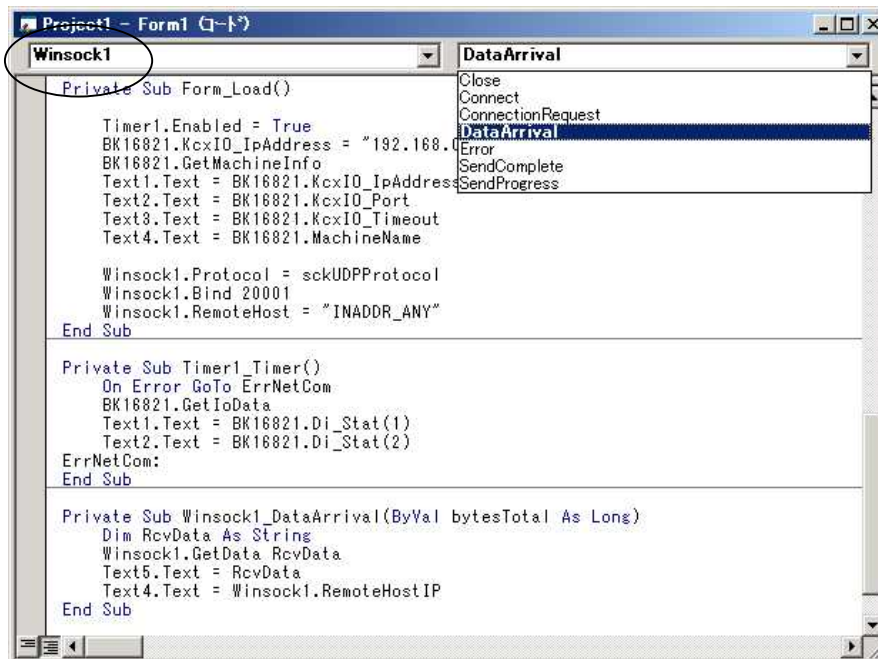 Project1 - Form1 (コード)
Winsock1
DataArrival
Close
Connect
ConnectionRequest
DataArrival
Error
SendComplete
SendProgress
Private Sub Form_Load()
Timer1.Enabled = True
BK16821.KcxIO_IpAddress = "192.168.
BK16821.GetMachineInfo
Text1.Text = BK16821.KcxIO_IpAddress
Text2.Text = BK16821.KcxIO_Port
Text3.Text = BK16821.KcxIO_Timeout
Text4.Text = BK16821.MachineName
Winsock1.Protocol = sckUDPProtocol
Winsock1.Bind 20001
Winsock1.RemoteHost = "INADDR_ANY"
End Sub
Private Sub Timer1_Timer()
On Error GoTo ErrNetCom
BK16821.GetIoData
Text1.Text = BK16821.Di_Stat(1)
Text2.Text = BK16821.Di_Stat(2)
ErrNetCom:
End Sub
Private Sub Winsock1_DataArrival(ByVal bytesTotal As Long)
Dim RcvData As String
Winsock1.GetData RcvData
Text5.Text = RcvData
Text4.Text = Winsock1.RemoteHostIP
End Sub